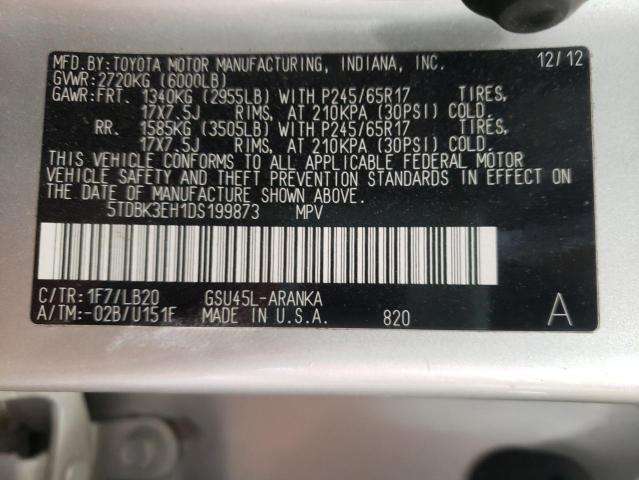 MFD.BY:TOYOTA MOTOR MANUFACTURING, INDIANA, INC. 12/12
GVWR:2720KG (6000LB)
GAWR:FRT. 1340KG (2955LB) WITH P245/65R17 TIRES,
17X7.5J RIMS, AT 210KPA (30PSI) COLD.
RR. 1585KG (3505LB) WITH P245/65R17 TIRES,
17X7.5J RIMS, AT 210KPA (30PSI) COLD.
THIS VEHICLE CONFORMS TO ALL APPLICABLE FEDERAL MOTOR
VEHICLE SAFETY AND THEFT PREVENTION STANDARDS IN EFFECT ON
THE DATE OF MANUFACTURE SHOWN ABOVE.
5TDBK3EH1DS199873 MPV
C/TR:1F7/LB20 GSU45L-ARANKA
A/TM:-02B/U151F MADE IN U.S.A. 820 A